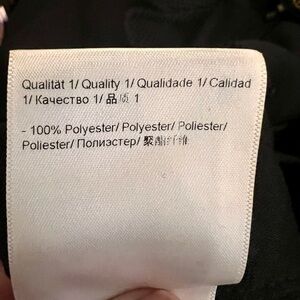 Qualität 1/ Quality 1/ Qualidade 1/ Calidad
1/ Качество 1/ 品质 1
- 100% Polyester/ Polyester/ Poliester/
Poliester/ Полиэстер/ 聚酯纤维